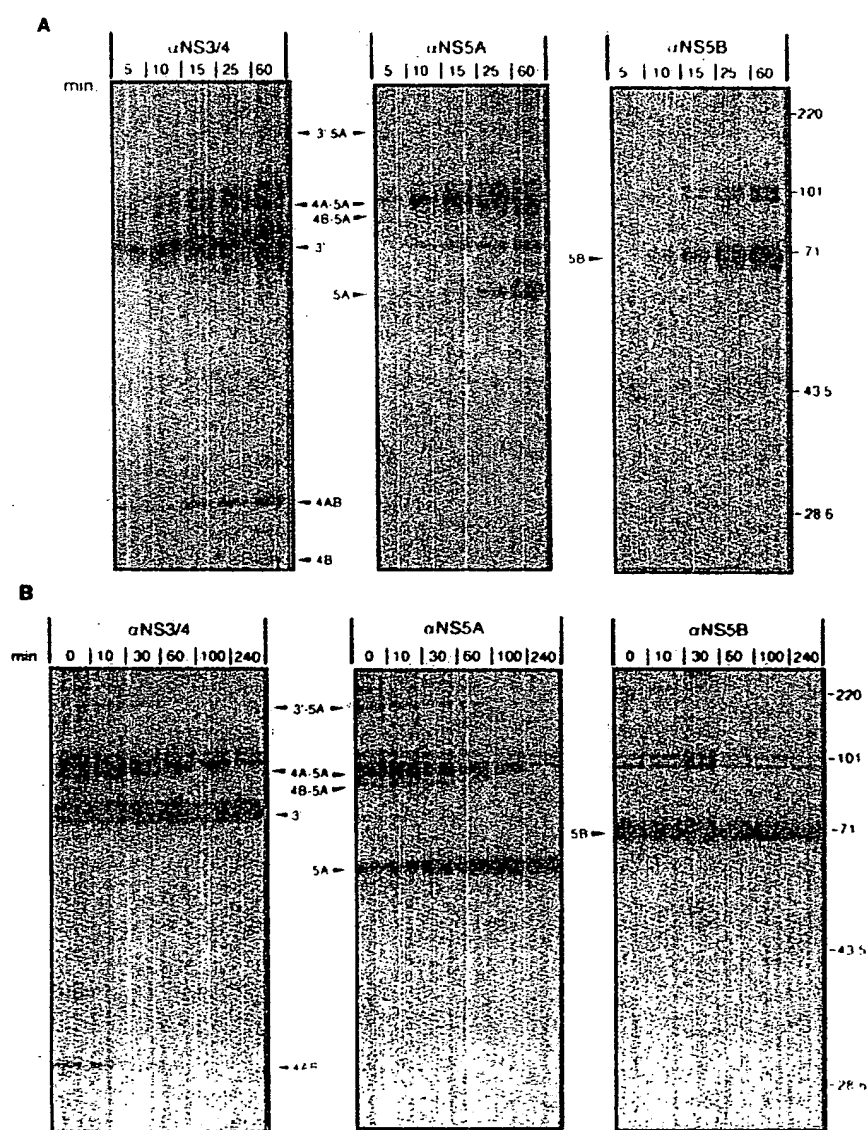 A
αNS3/4 αNS5A αNS5B
min. 5 | 10 | 15 | 25 | 60 | 5 | 10 | 15 | 25 | 60 | 5 | 10 | 15 | 25 | 60 |
220
3'-5A
101
4A-5A
4B-5A
3'
71
5B
5A
43.5
4AB
28.6
4B
B
αNS3/4 αNS5A αNS5B
min 0 | 10 | 30 | 60 | 100 | 240 | 0 | 10 | 30 | 60 | 100 | 240 | 0 | 10 | 30 | 60 | 100 | 240 |
220
3'-5A
101
4A-5A
4B-5A
3'
71
5B
5A
43.5
28.6